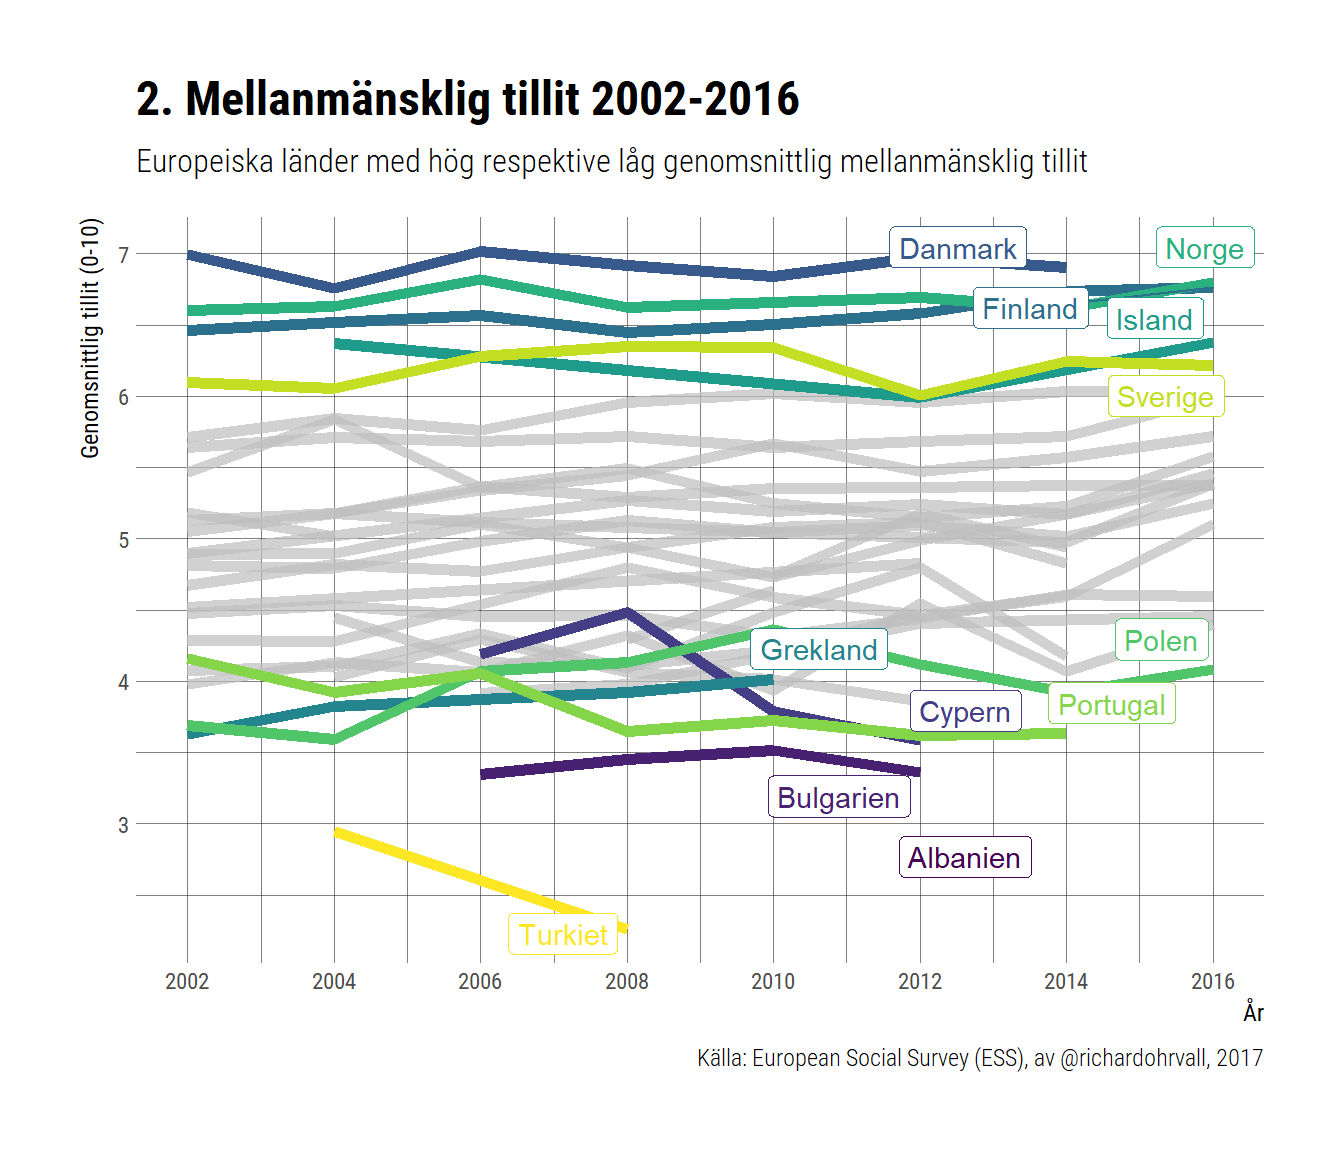 2. Mellanmänsklig tillit 2002-2016
Europeiska länder med hög respektive låg genomsnittlig mellanmänsklig tillit
Genomsnittlig tillit (0-10)
7
6
5
4
3
Danmark
Norge
Finland
Island
Sverige
Grekland
Polen
Cypern
Portugal
Bulgarien
Albanien
Turkiet
2002 2004 2006 2008 2010 2012 2014 2016
År
Källa: European Social Survey (ESS), av @richardohrvall, 2017